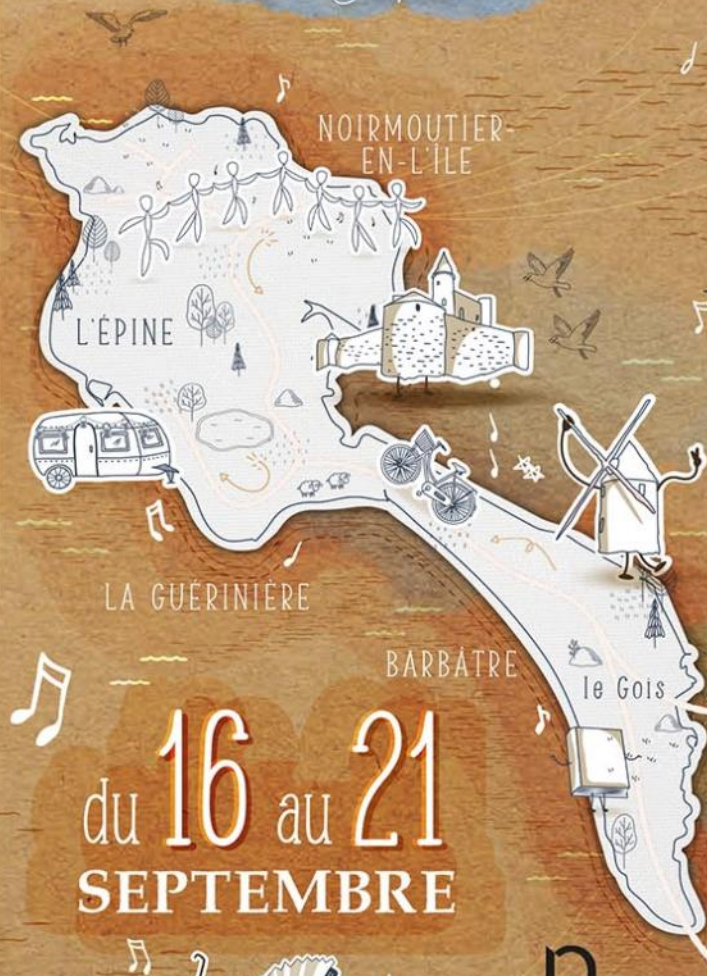 NOIRMOUTIER-
EN-L'ÎLE
L'ÉPINE
LA GUÉRINIÈRE
BARBÂTRE
le Gois
du 16 au 21
SEPTEMBRE